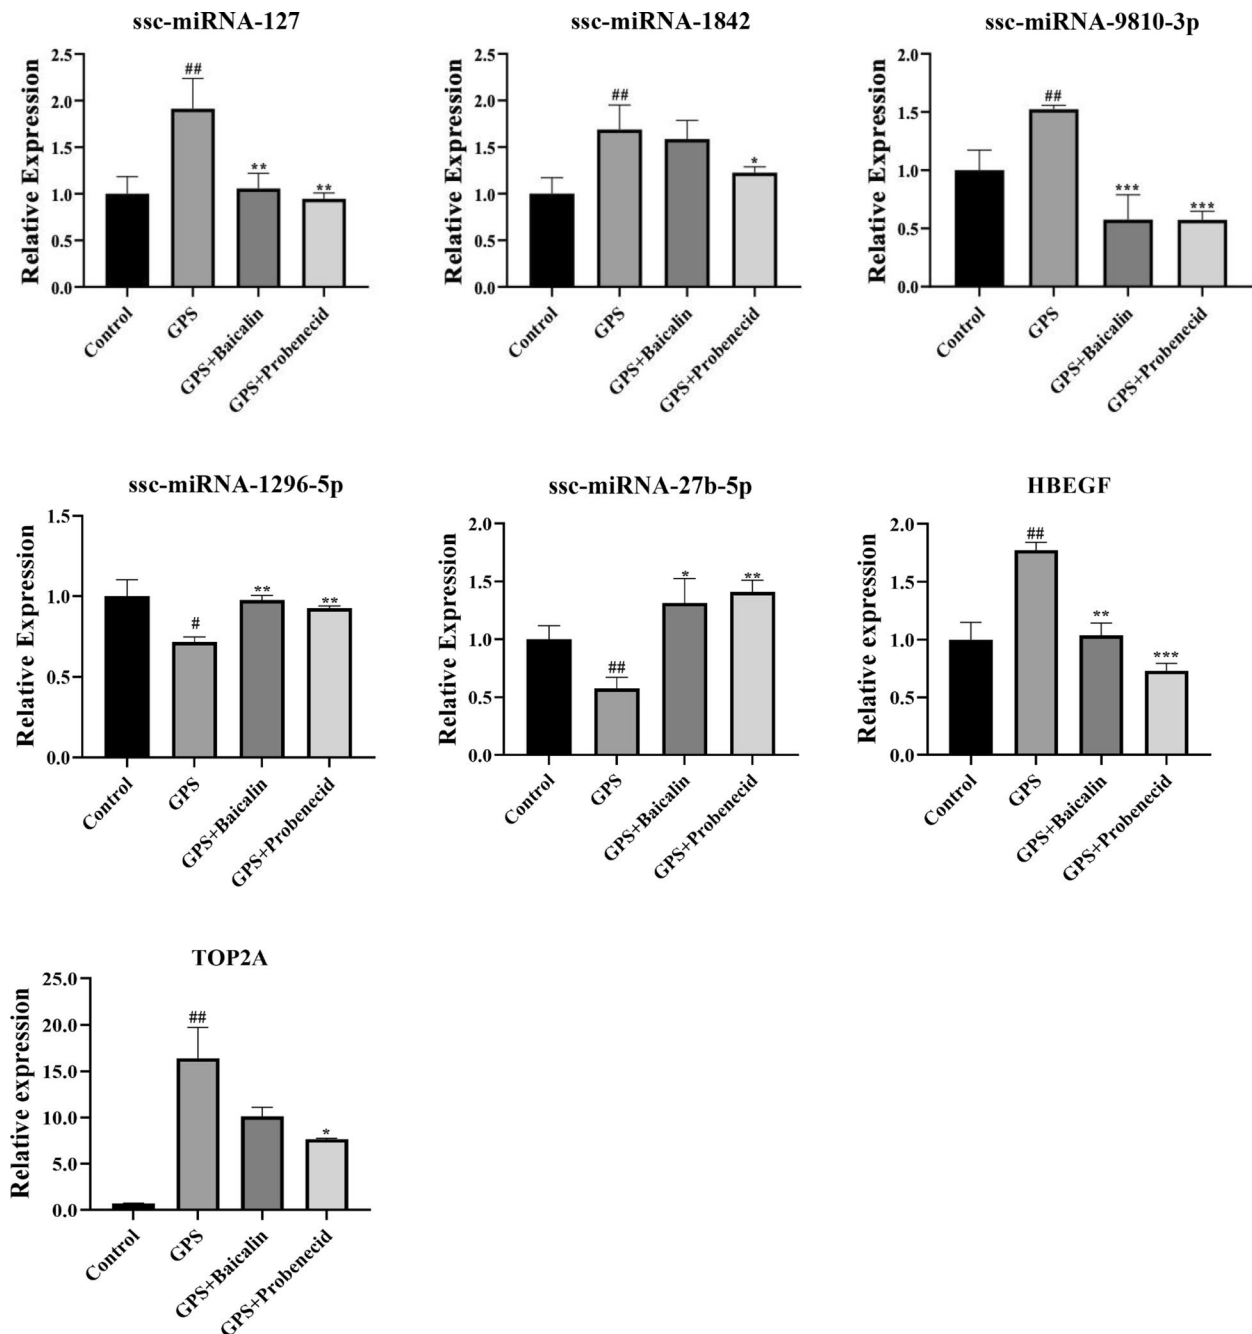 ssc-miRNA-127
Relative Expression
2.5
2.0
1.5
1.0
0.5
0.0
##
**
**
Control
GPS
GPS+Baicalin
GPS+Probenecid
ssc-miRNA-1842
Relative Expression
2.5
2.0
1.5
1.0
0.5
0.0
##
*
Control
GPS
GPS+Baicalin
GPS+Probenecid
ssc-miRNA-9810-3p
Relative Expression
2.0
1.5
1.0
0.5
0.0
##
***
***
Control
GPS
GPS+Baicalin
GPS+Probenecid
ssc-miRNA-1296-5p
Relative Expression
1.5
1.0
0.5
0.0
#
**
**
Control
GPS
GPS+Baicalin
GPS+Probenecid
ssc-miRNA-27b-5p
Relative Expression
2.0
1.5
1.0
0.5
0.0
##
*
**
Control
GPS
GPS+Baicalin
GPS+Probenecid
HBEGF
Relative expression
2.0
1.5
1.0
0.5
0.0
##
**
***
Control
GPS
GPS+Baicalin
GPS+Probenecid
TOP2A
Relative expression
25.0
20.0
15.0
10.0
5.0
0.0
##
*
Control
GPS
GPS+Baicalin
GPS+Probenecid